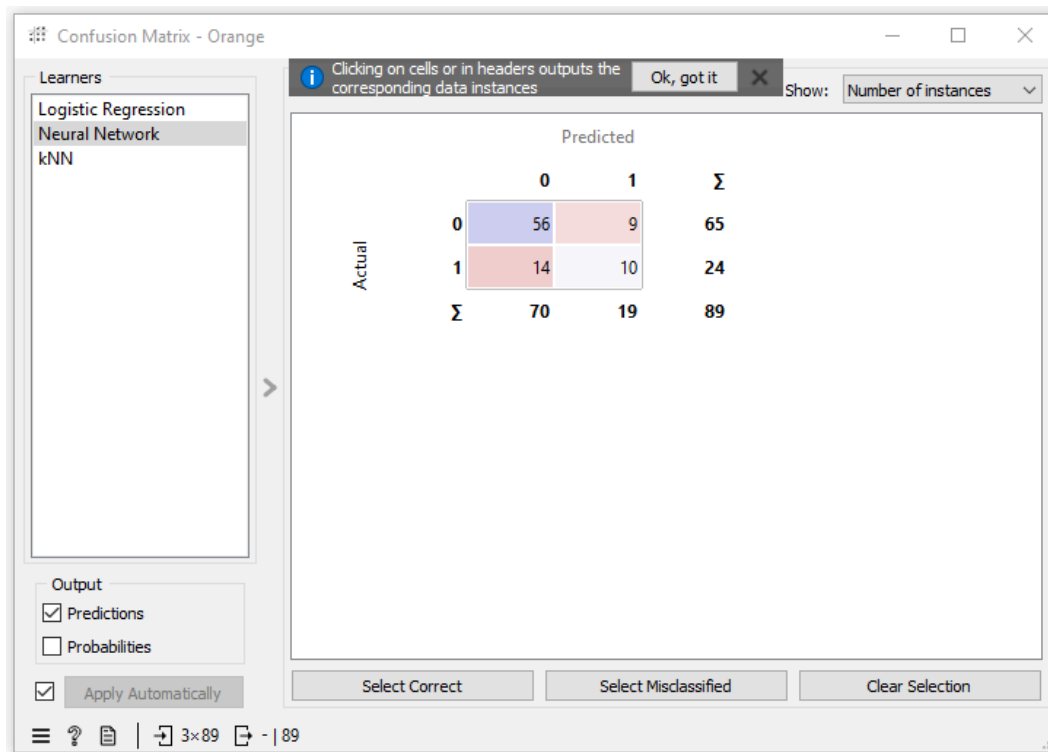 Confusion Matrix - Orange
Learners
Logistic Regression
Neural Network
kNN
Output
Predictions
Probabilities
Apply Automatically
Clicking on cells or in headers outputs the
corresponding data instances
Ok, got it
Show: Number of instances
Predicted
0 1 Σ
Actual
0 56 9 65
1 14 10 24
Σ 70 19 89
Select Correct Select Misclassified Clear Selection
3×89 - | 89